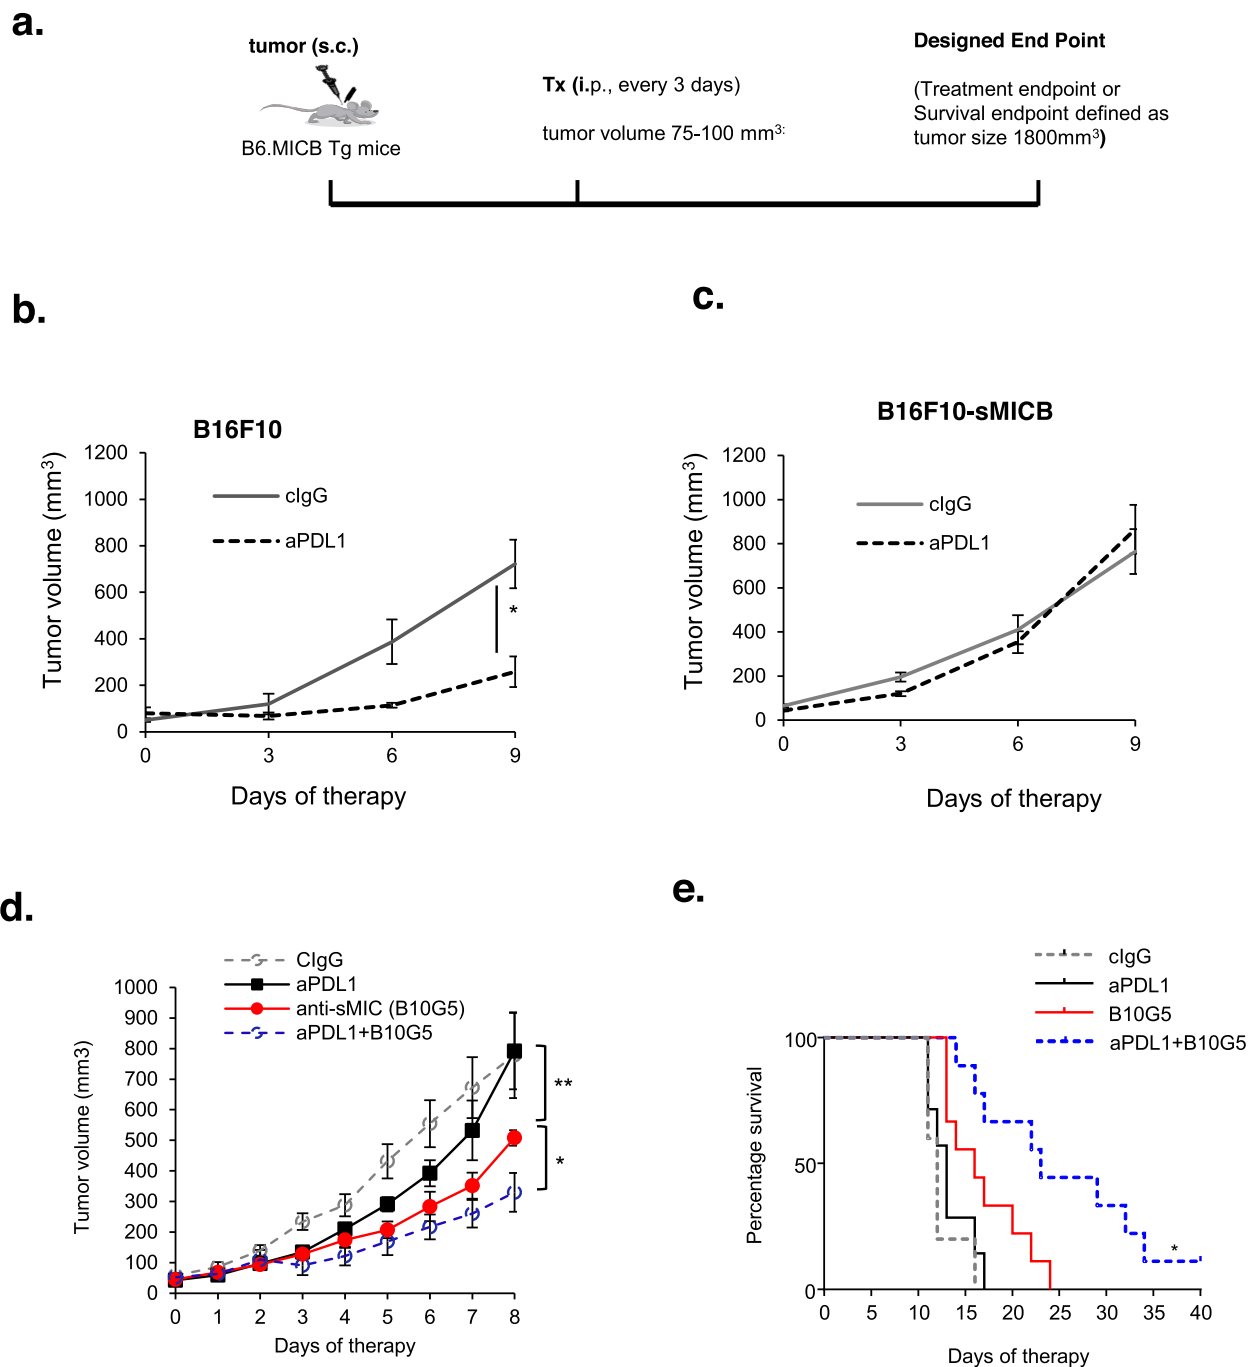 a.
tumor (s.c.)
B6.MICB Tg mice
Tx (i.p., every 3 days)
tumor volume 75-100 mm3:
Designed End Point
(Treatment endpoint or
Survival endpoint defined as
tumor size 1800mm3)
b.
B16F10
1200
1000
800
600
400
200
0
Tumor volume (mm3)
cIgG
aPDL1
*
0 3 6 9
Days of therapy
c.
B16F10-sMICB
1200
1000
800
600
400
200
0
Tumor volume (mm3)
cIgG
aPDL1
0 3 6 9
Days of therapy
d.
CIgG
aPDL1
anti-sMIC (B10G5)
aPDL1+B10G5
1000
900
800
700
600
500
400
300
200
100
0
Tumor volume (mm3)
**
*
0 1 2 3 4 5 6 7 8
Days of therapy
e.
cIgG
aPDL1
B10G5
aPDL1+B10G5
100
50
0
Percentage survival
*
0 5 10 15 20 25 30 35 40
Days of therapy